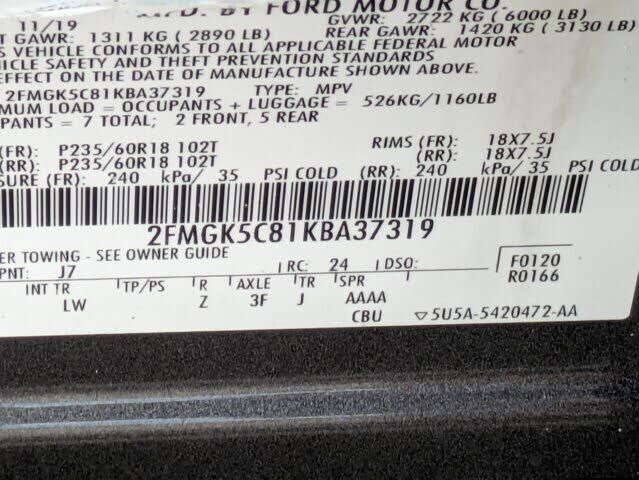 MFD. BY FORD MOTOR CO.
11/19 GVWR: 2722 KG ( 6000 LB)
T GAWR: 1311 KG ( 2890 LB) REAR GAWR: 1420 KG ( 3130 LB)
S VEHICLE CONFORMS TO ALL APPLICABLE FEDERAL MOTOR
HICLE SAFETY AND THEFT PREVENTION STANDARDS
EFFECT ON THE DATE OF MANUFACTURE SHOWN ABOVE.
2FMGK5C81KBA37319 TYPE: MPV
MUM LOAD = OCCUPANTS + LUGGAGE = 526KG/1160LB
PANTS = 7 TOTAL; 2 FRONT, 5 REAR
(FR): P235/60R18 102T RIMS (FR): 18X7.5J
(RR): P235/60R18 102T (RR): 18X7.5J
SURE (FR): 240 kPa/ 35 PSI COLD (RR): 240 kPa/ 35 PSI COLD
2FMGK5C81KBA37319
ER TOWING - SEE OWNER GUIDE
PNT: J7 RC: 24 DSO: F0120
R0166
INT TR TP/PS R AXLE TR SPR
LW Z 3F J AAAA
CBU ▽5U5A-5420472-AA